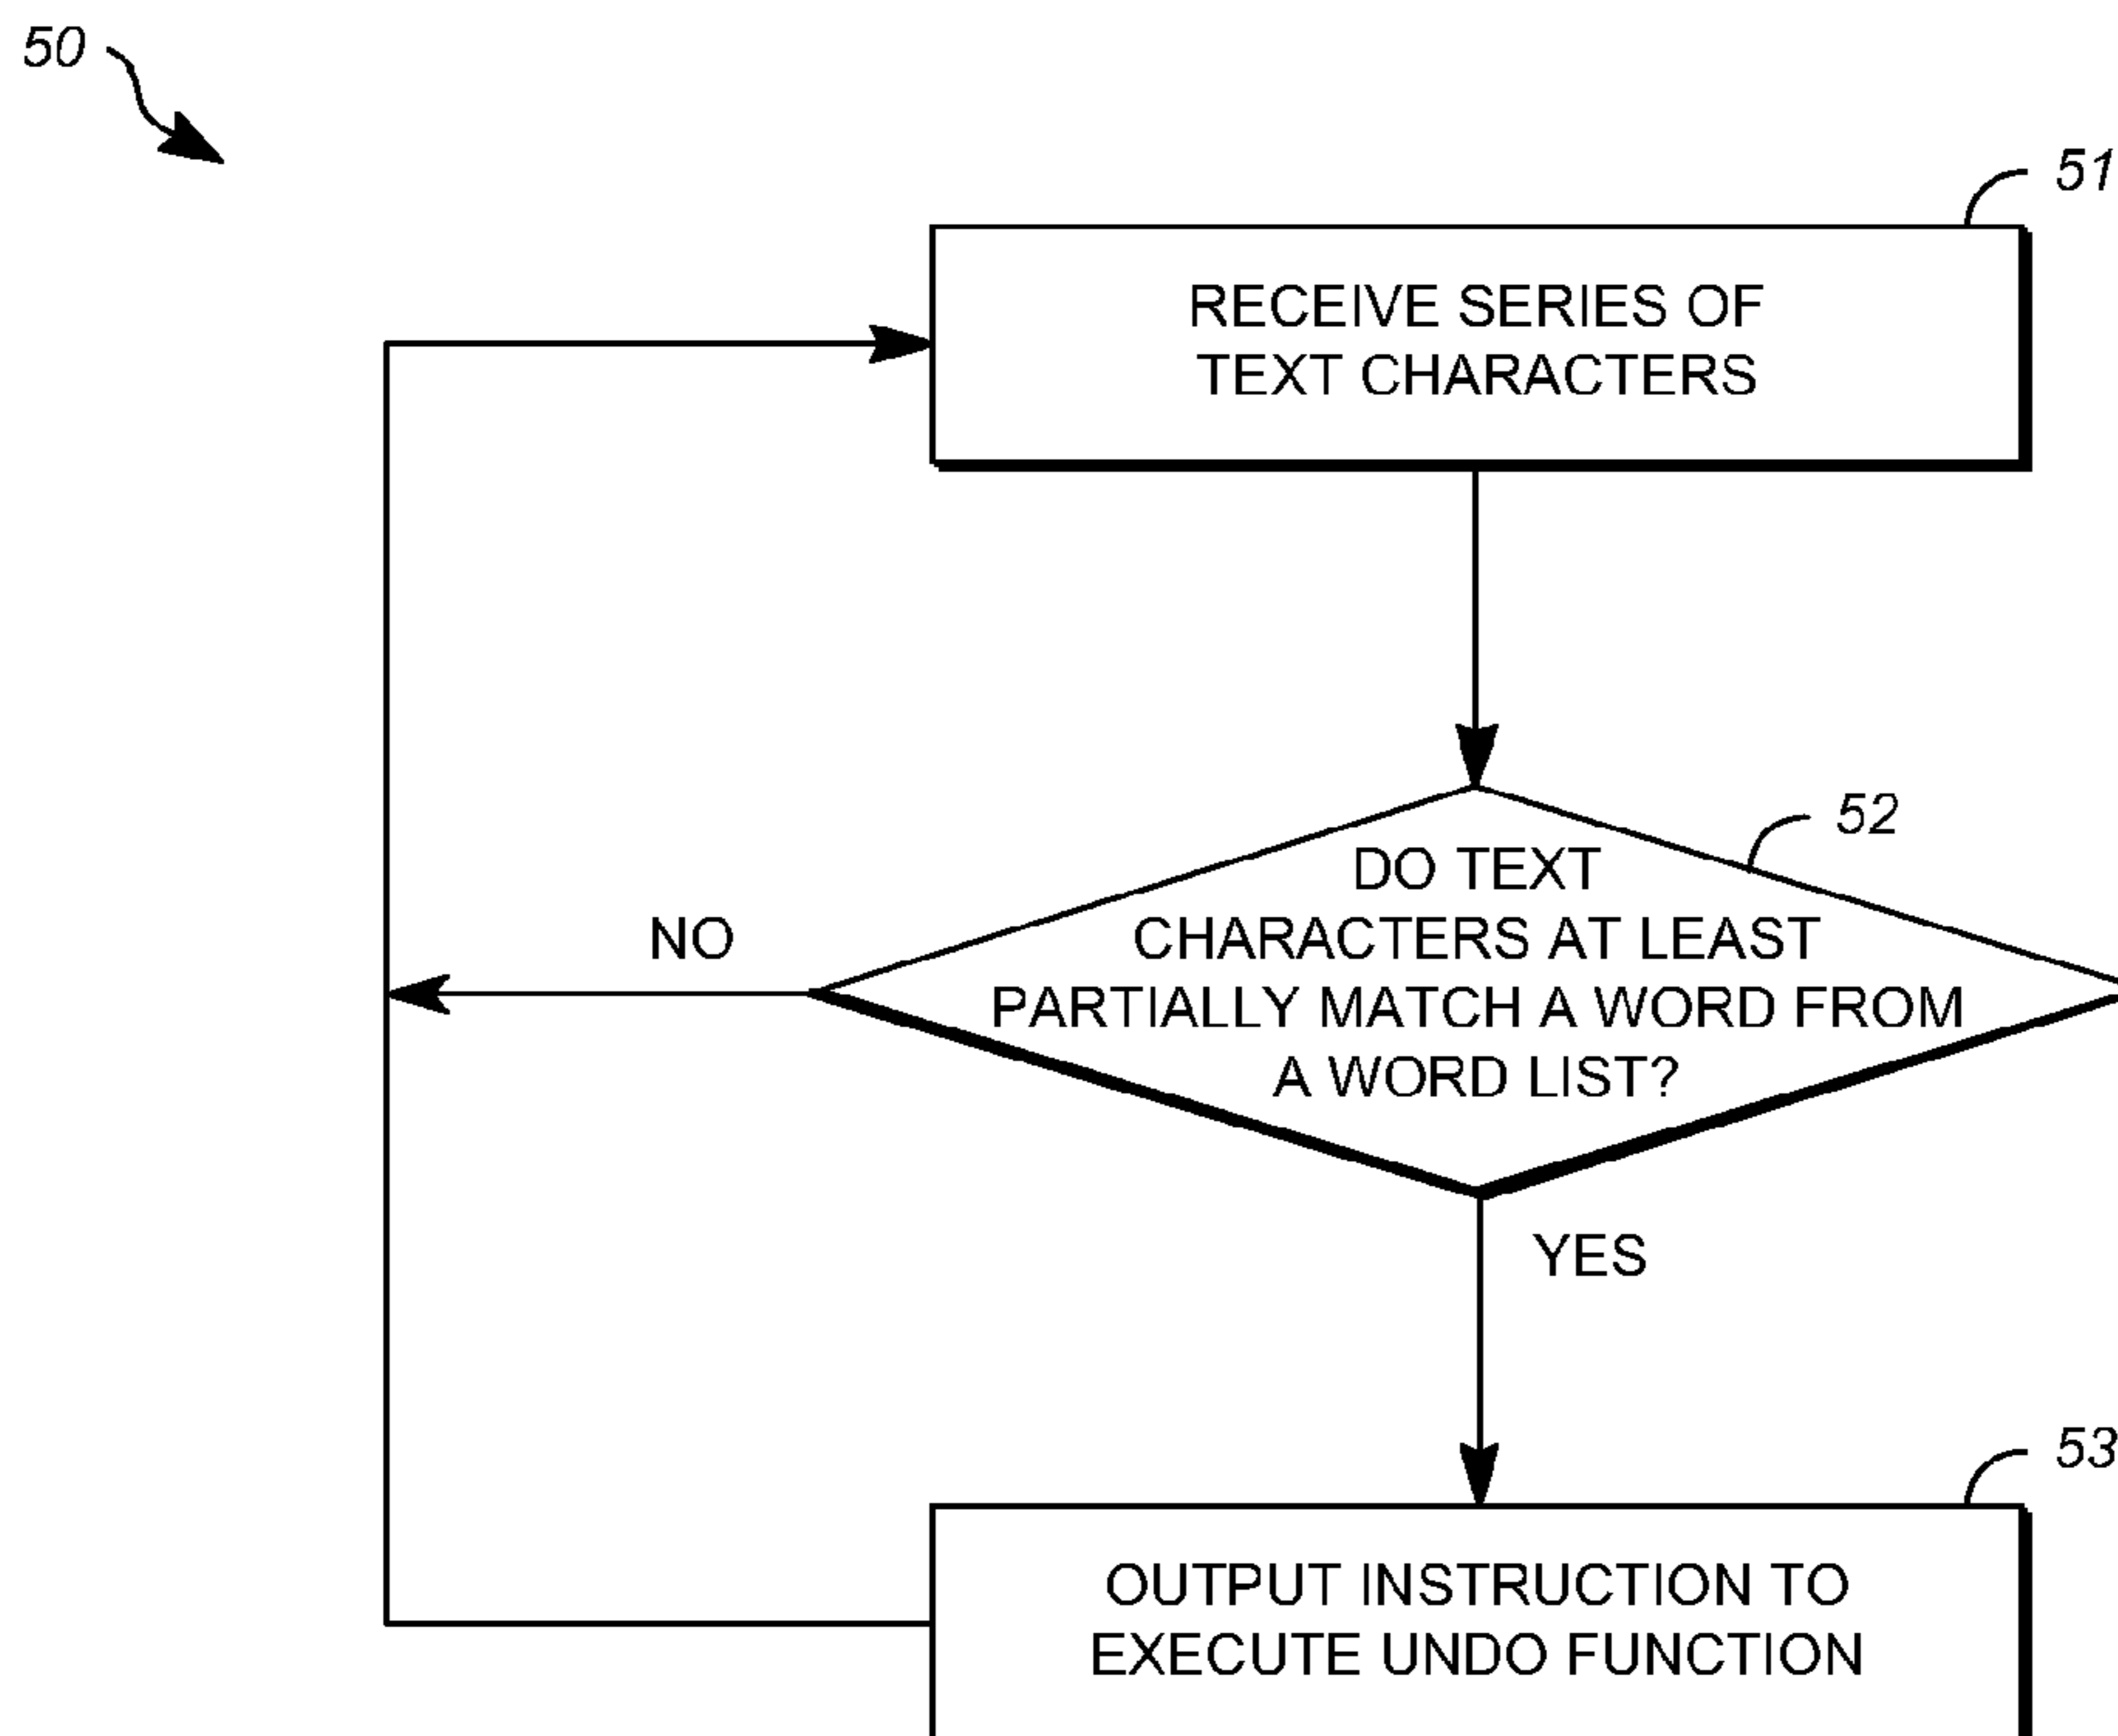 50
51
RECEIVE SERIES OF
TEXT CHARACTERS
52
DO TEXT
CHARACTERS AT LEAST
PARTIALLY MATCH A WORD FROM
A WORD LIST?
NO
YES
53
OUTPUT INSTRUCTION TO
EXECUTE UNDO FUNCTION